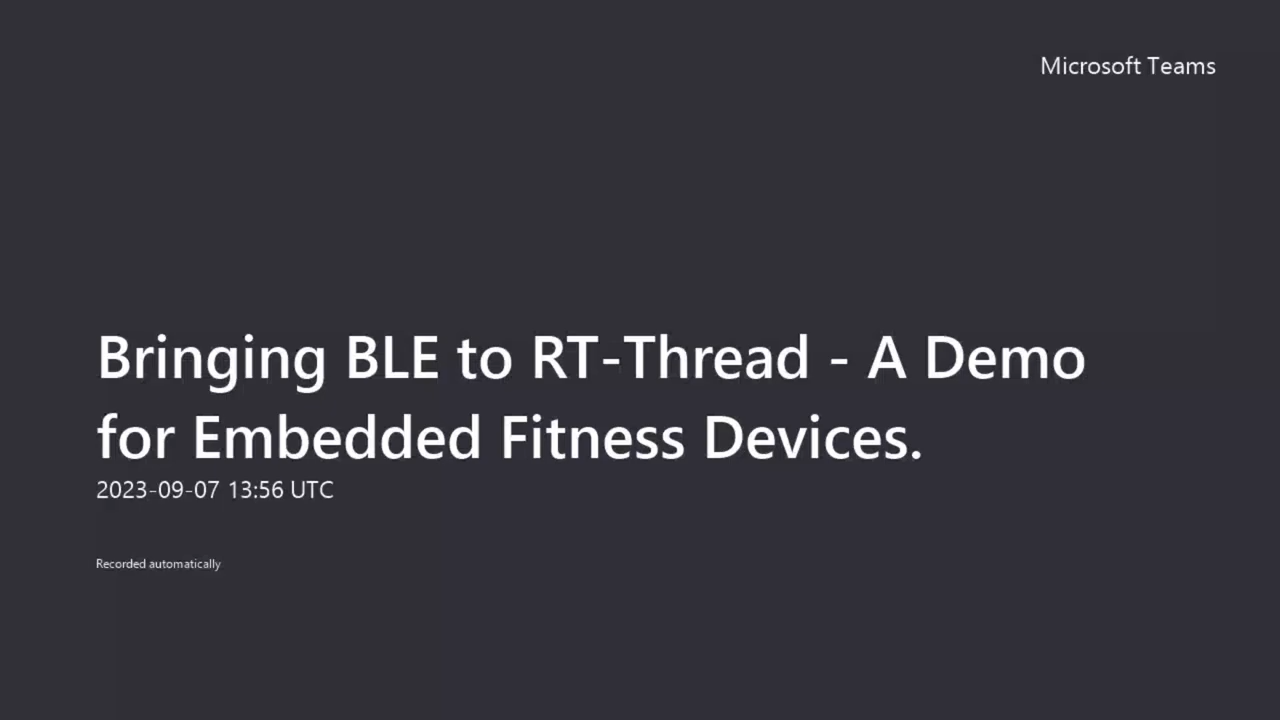 Microsoft Teams
Bringing BLE to RT-Thread - A Demo
for Embedded Fitness Devices.
2023-09-07 13:56 UTC
Recorded automatically